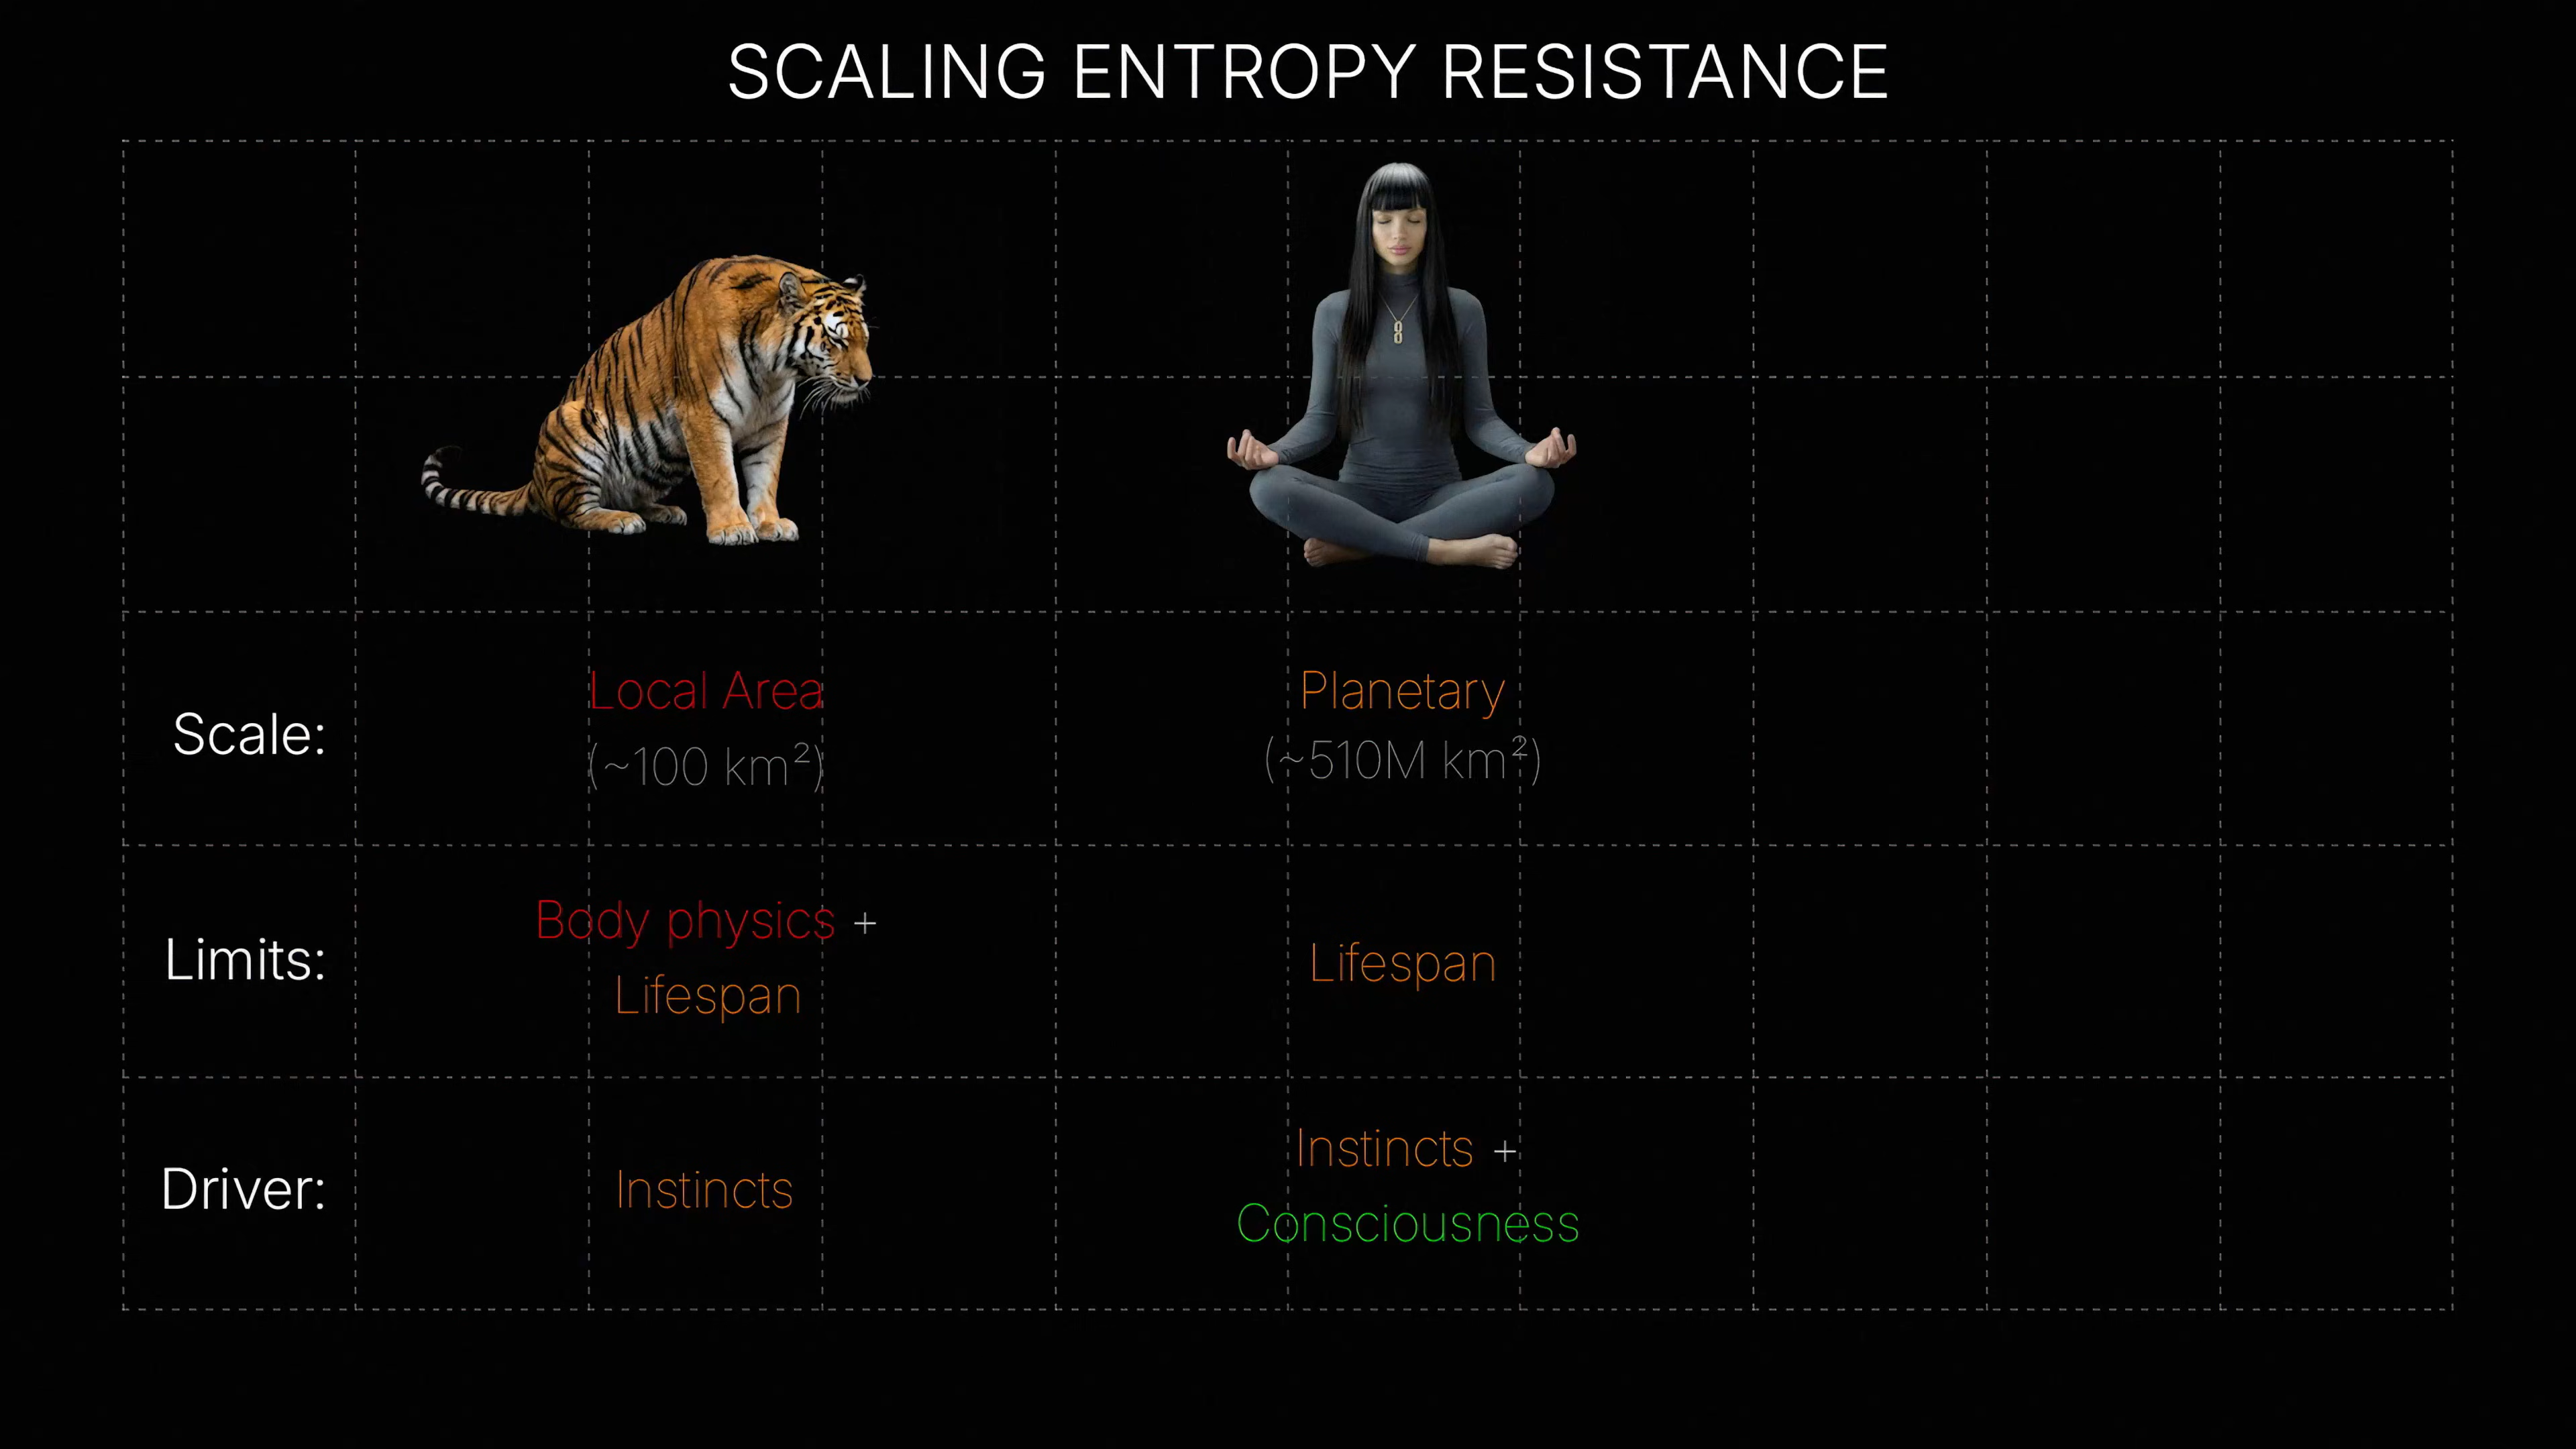 SCALING ENTROPY RESISTANCE
Scale:
Local Area
(~100 km²)
Planetary
(~510M km²)
Limits:
Body physics +
Lifespan
Lifespan
Driver:
Instincts
Instincts +
Consciousness